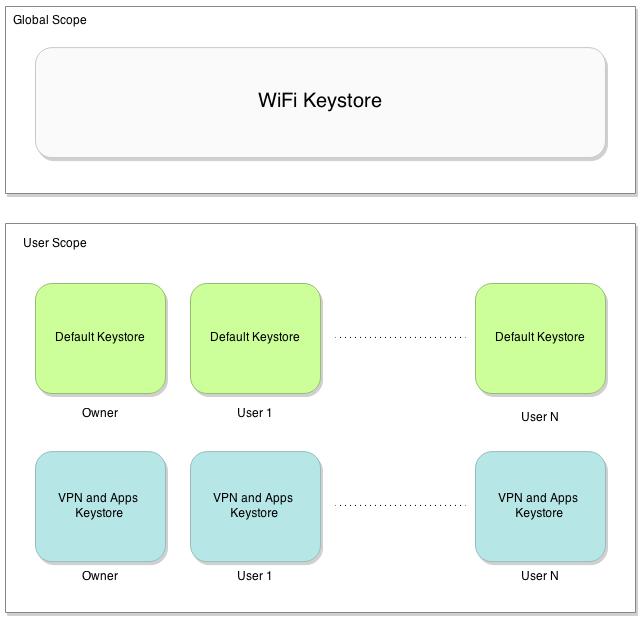 Global Scope
WiFi Keystore
User Scope
Default Keystore
Default Keystore
Default Keystore
Owner
User 1
User N
VPN and Apps
Keystore
VPN and Apps
Keystore
VPN and Apps
Keystore
Owner
User 1
User N